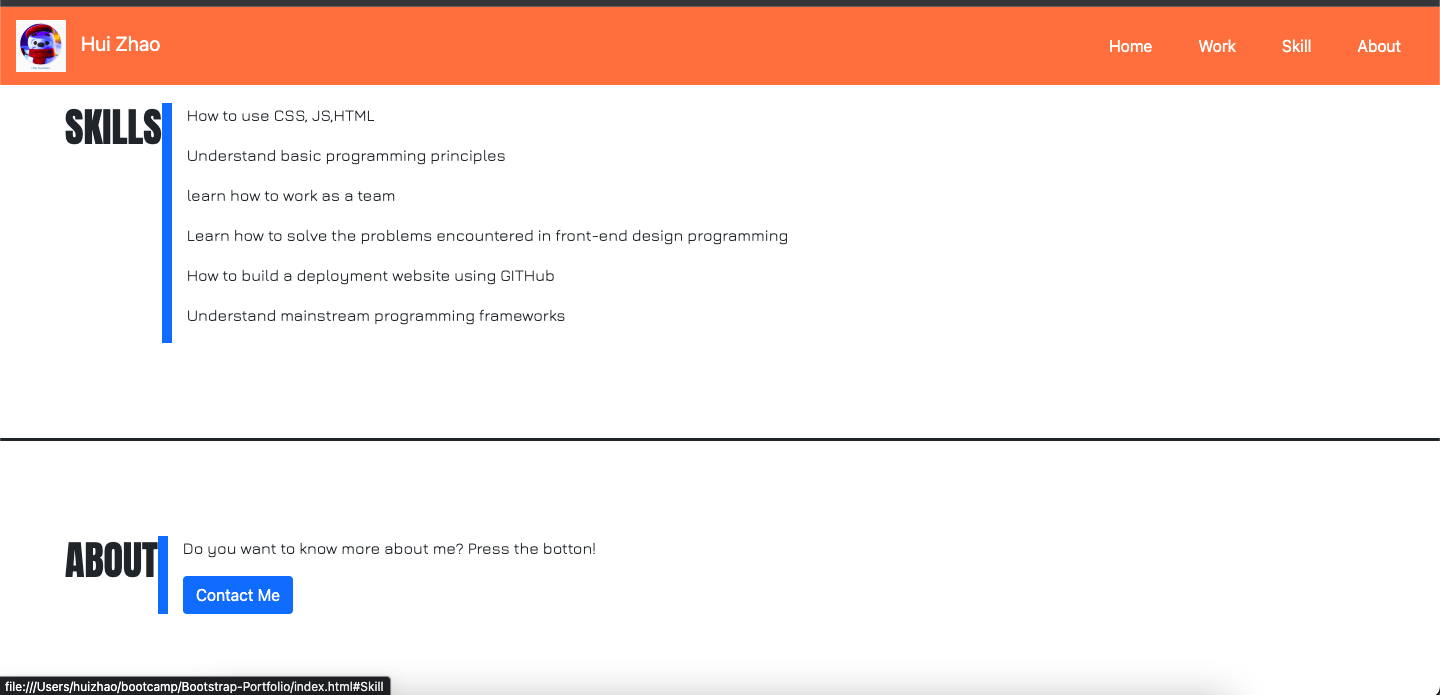 Hui Zhao
Home Work Skill About
SKILLS
How to use CSS, JS,HTML
Understand basic programming principles
learn how to work as a team
Learn how to solve the problems encountered in front-end design programming
How to build a deployment website using GITHub
Understand mainstream programming frameworks
ABOUT
Do you want to know more about me? Press the botton!
Contact Me
file:///Users/huizhao/bootcamp/Bootstrap-Portfolio/index.html#Skill